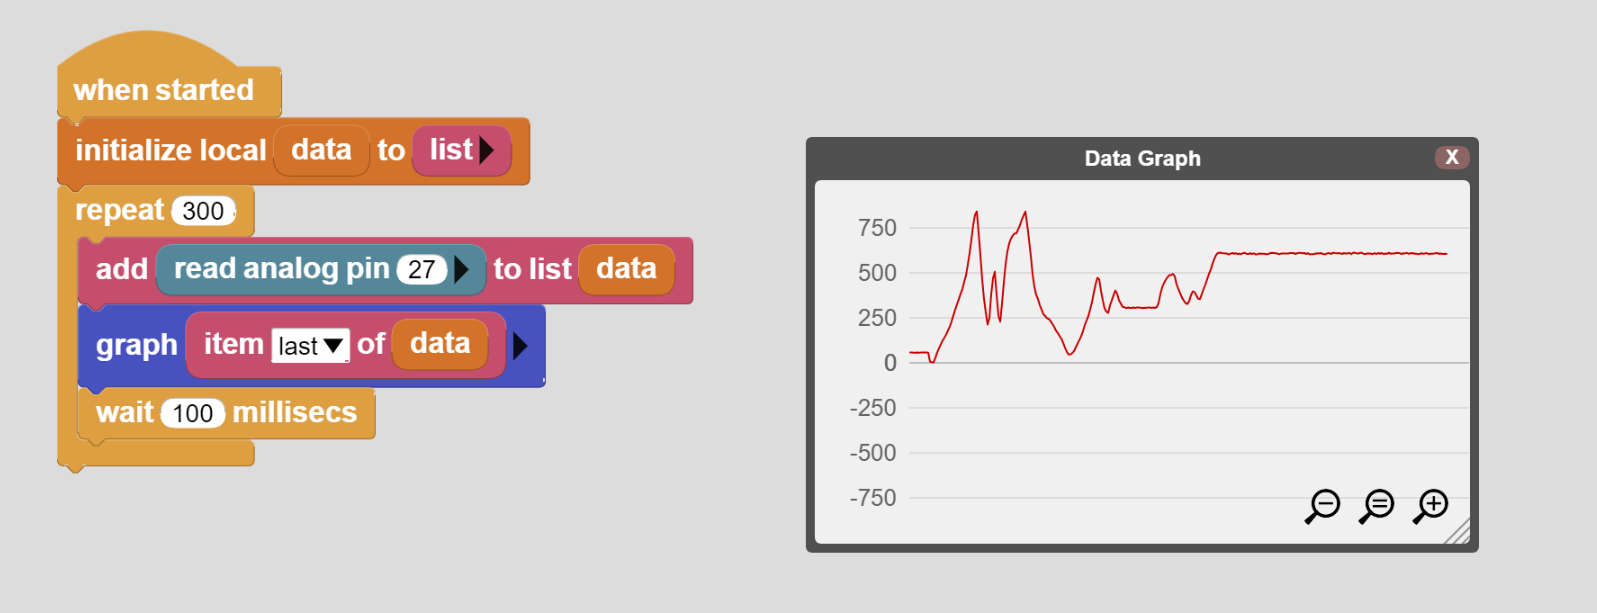 when started
initialize local data to list
repeat 300
add read analog pin 27 to list data
graph item last of data
wait 100 millisecs
Data Graph X
750
500
250
0
-250
-500
-750